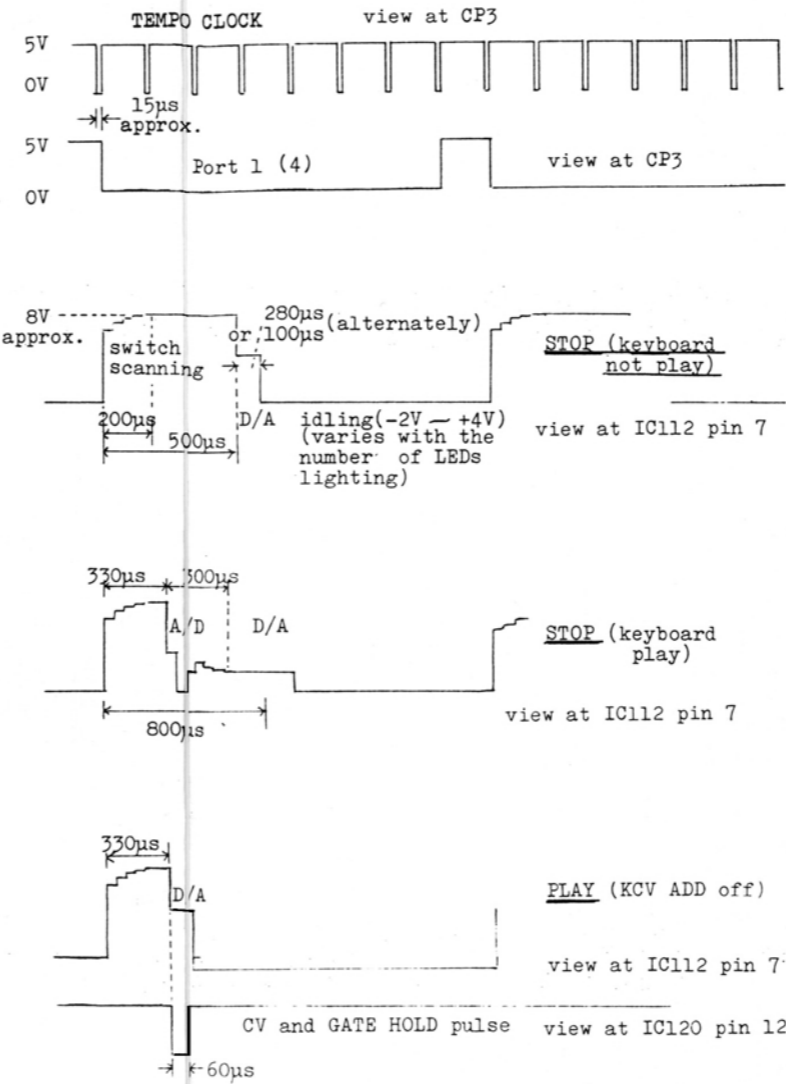 TEMPO CLOCK view at CP3
5V
0V
15µs
approx.
5V
Port 1 (4) view at CP3
0V
8V
approx.
280µs
or 100µs (alternately)
switch
scanning
STOP (keyboard
not play)
200µs
D/A
idling(-2V ~ +4V)
(varies with the
number of LEDs
lighting)
500µs
view at IC112 pin 7
330µs 300µs
A/D D/A
STOP (keyboard
play)
800µs
view at IC112 pin 7
330µs
D/A
PLAY (KCV ADD off)
view at IC112 pin 7
CV and GATE HOLD pulse view at IC120 pin 12
60µs